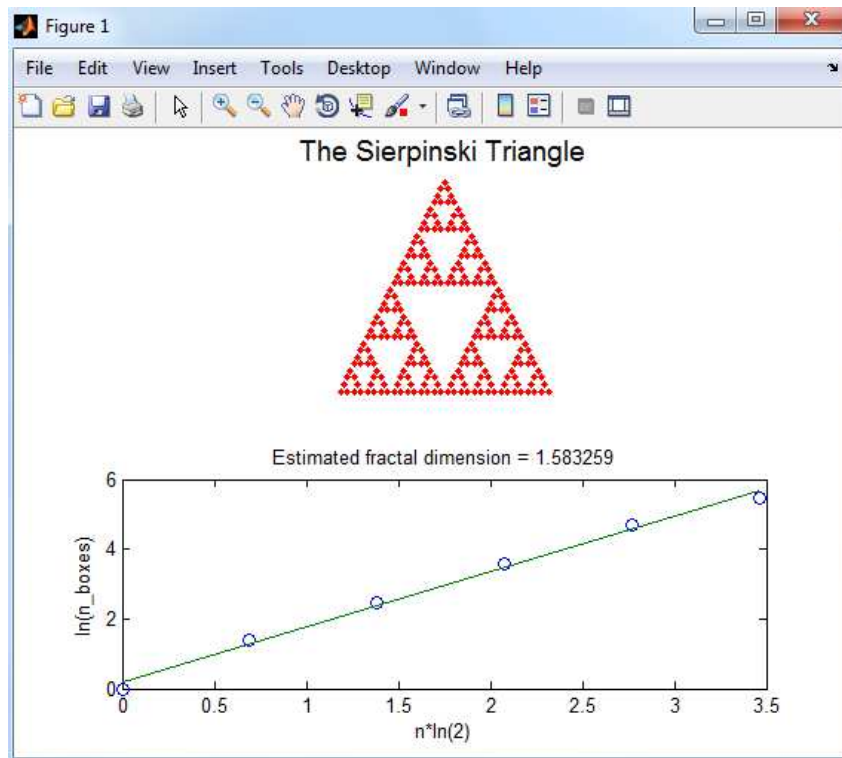 Figure 1
File Edit View Insert Tools Desktop Window Help
The Sierpinski Triangle
Estimated fractal dimension = 1.583259
6
4
2
0
ln(n_boxes)
0 0.5 1 1.5 2 2.5 3 3.5
n*ln(2)